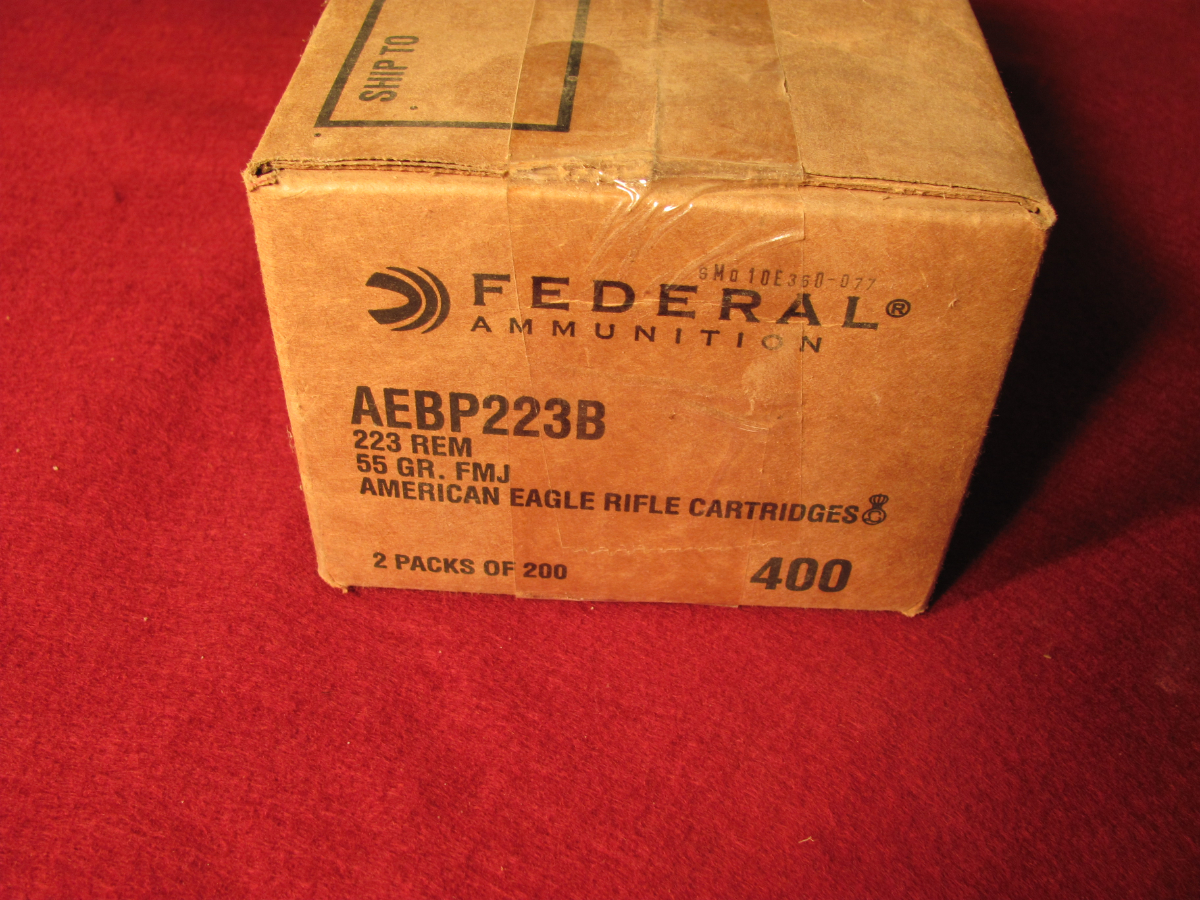 SHIP TO
FEDERAL®
AMMUNITION
AEBP223B
223 REM
55 GR. FMJ
AMERICAN EAGLE RIFLE CARTRIDGES
2 PACKS OF 200
400